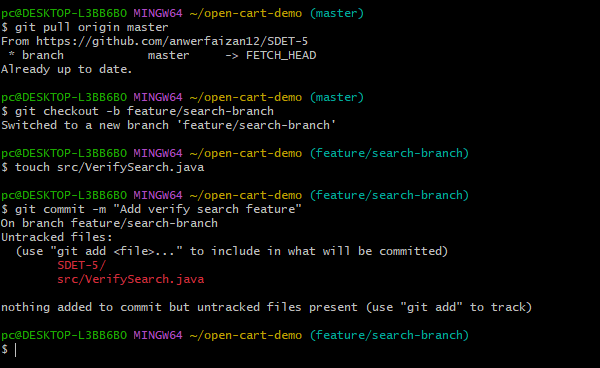 pc@DESKTOP-L3BB6BO MINGW64 ~/open-cart-demo (master)
$ git pull origin master
From https://github.com/anwerfaizan12/SDET-5
 * branch            master     -> FETCH_HEAD
Already up to date.
pc@DESKTOP-L3BB6BO MINGW64 ~/open-cart-demo (master)
$ git checkout -b feature/search-branch
Switched to a new branch 'feature/search-branch'
pc@DESKTOP-L3BB6BO MINGW64 ~/open-cart-demo (feature/search-branch)
$ touch src/VerifySearch.java
pc@DESKTOP-L3BB6BO MINGW64 ~/open-cart-demo (feature/search-branch)
$ git commit -m "Add verify search feature"
On branch feature/search-branch
Untracked files:
  (use "git add <file>..." to include in what will be committed)
        SDET-5/
        src/VerifySearch.java
nothing added to commit but untracked files present (use "git add" to track)
pc@DESKTOP-L3BB6BO MINGW64 ~/open-cart-demo (feature/search-branch)
$